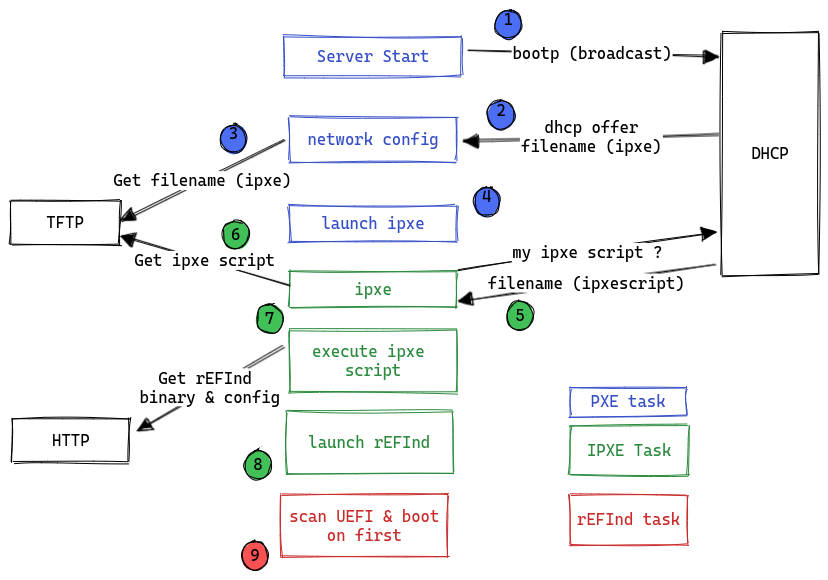 1
Server Start
bootp (broadcast)
2
dhcp offer
filename (ipxe)
network config
DHCP
3
Get filename (ipxe)
4
TFTP
launch ipxe
6
Get ipxe script
my ipxe script ?
ipxe
filename (ipxescript)
5
7
execute ipxe
script
Get rEFInd
binary & config
PXE task
HTTP
launch rEFInd
IPXE Task
8
scan UEFI & boot
on first
rEFInd task
9